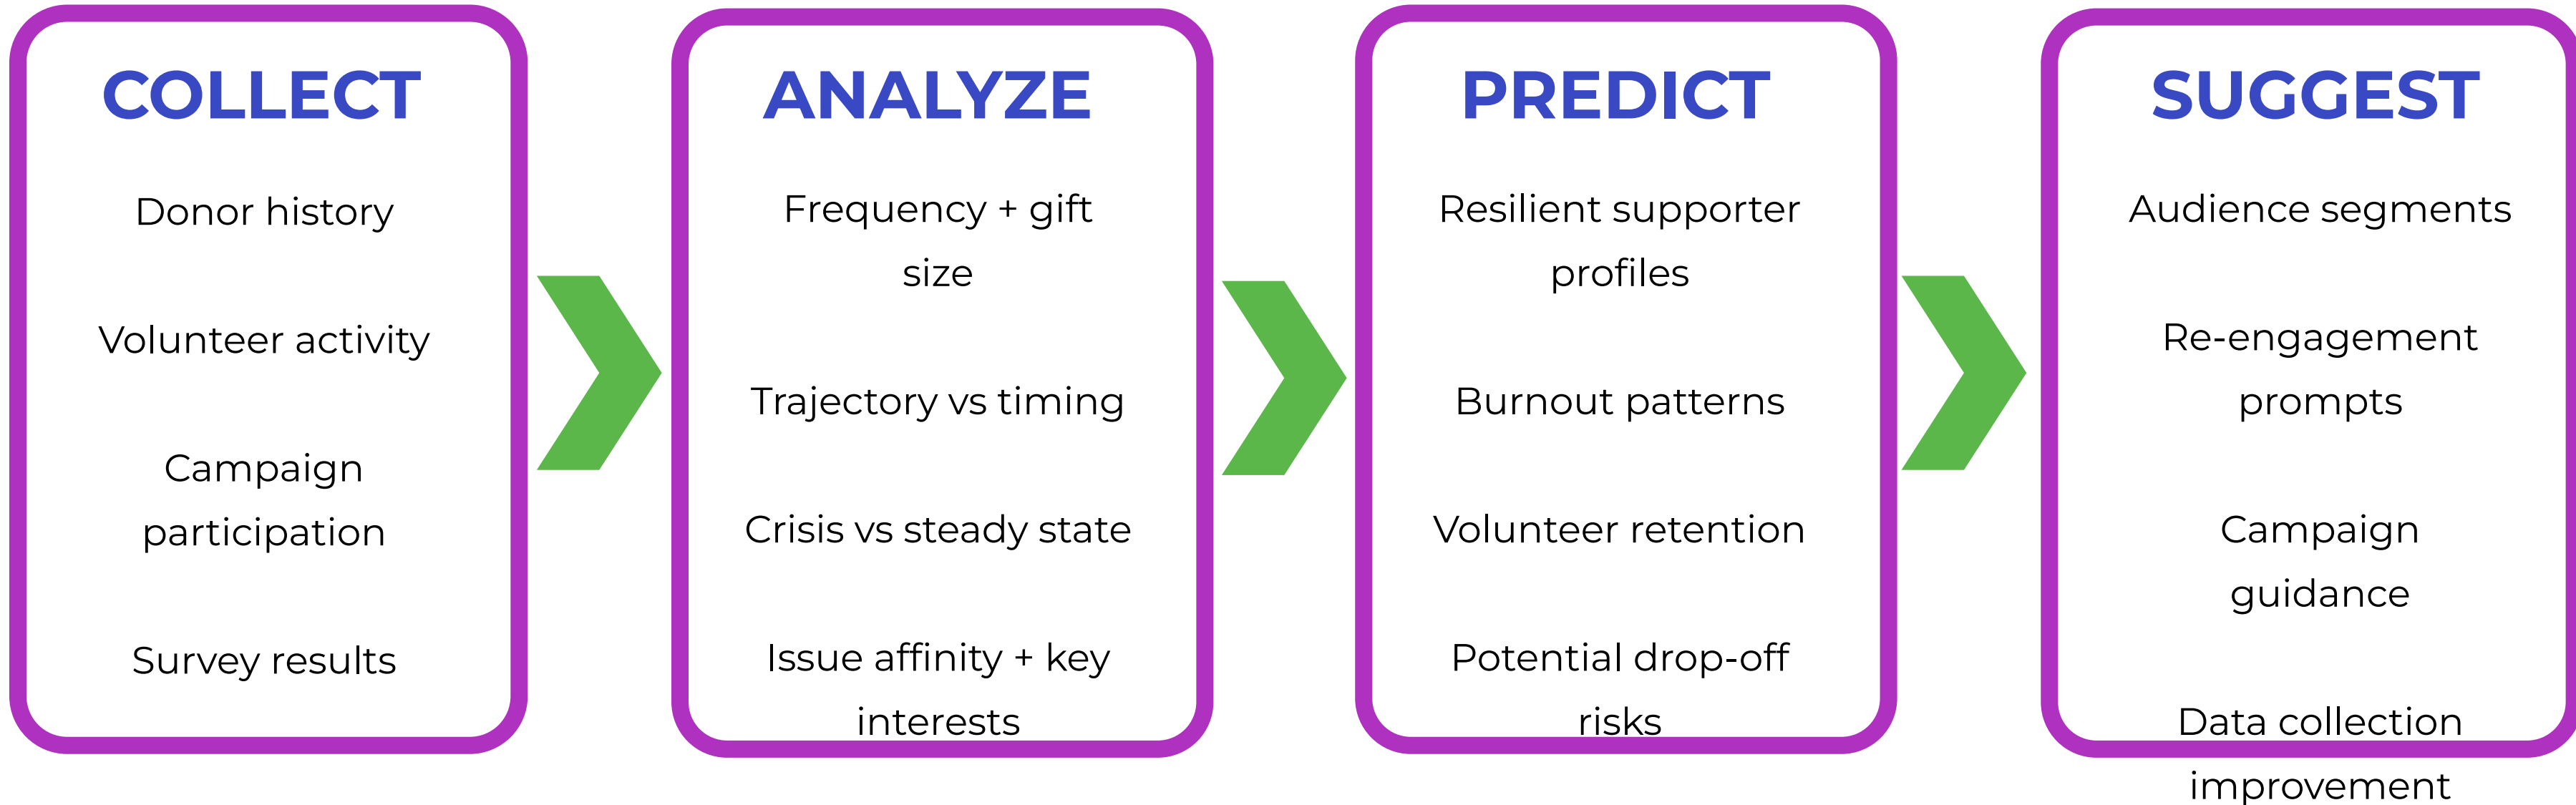 COLLECT
Donor history
Volunteer activity
Campaign
participation
Survey results
ANALYZE
Frequency + gift
size
Trajectory vs timing
Crisis vs steady state
Issue affinity + key
interests
PREDICT
Resilient supporter
profiles
Burnout patterns
Volunteer retention
Potential drop-off
risks
SUGGEST
Audience segments
Re-engagement
prompts
Campaign
guidance
Data collection
improvement